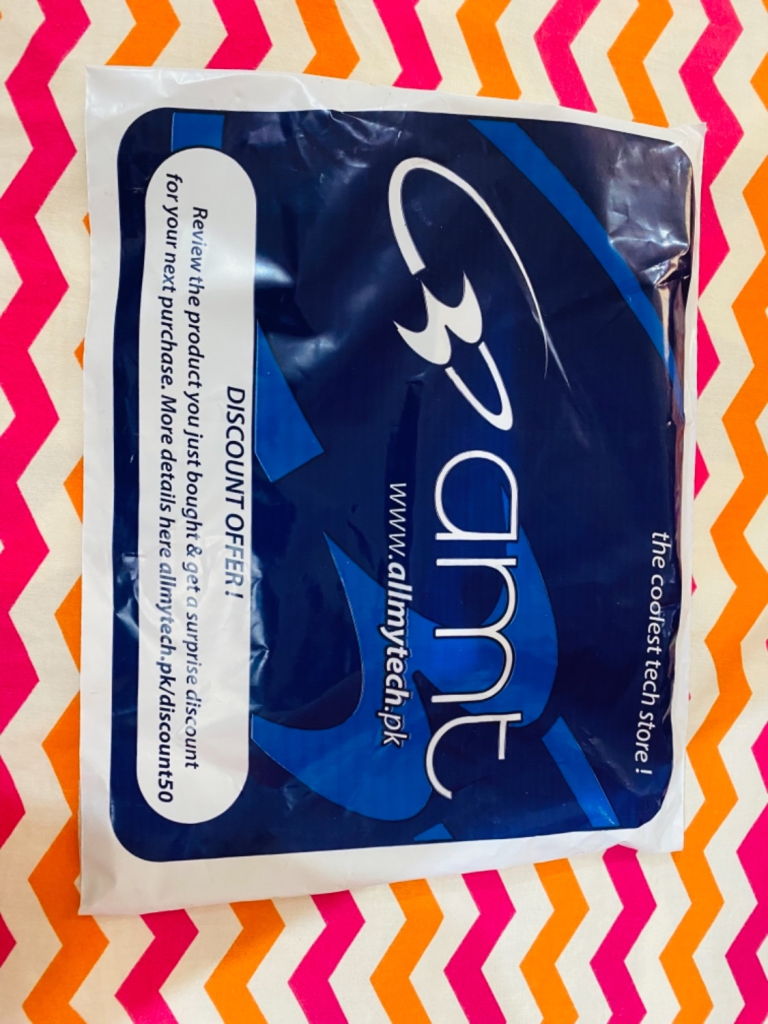 the coolest tech store !
amt
www.allmytech.pk
DISCOUNT OFFER !
Review the product you just bought & get a surprise discount
for your next purchase. More details here allmytech.pk/discount50